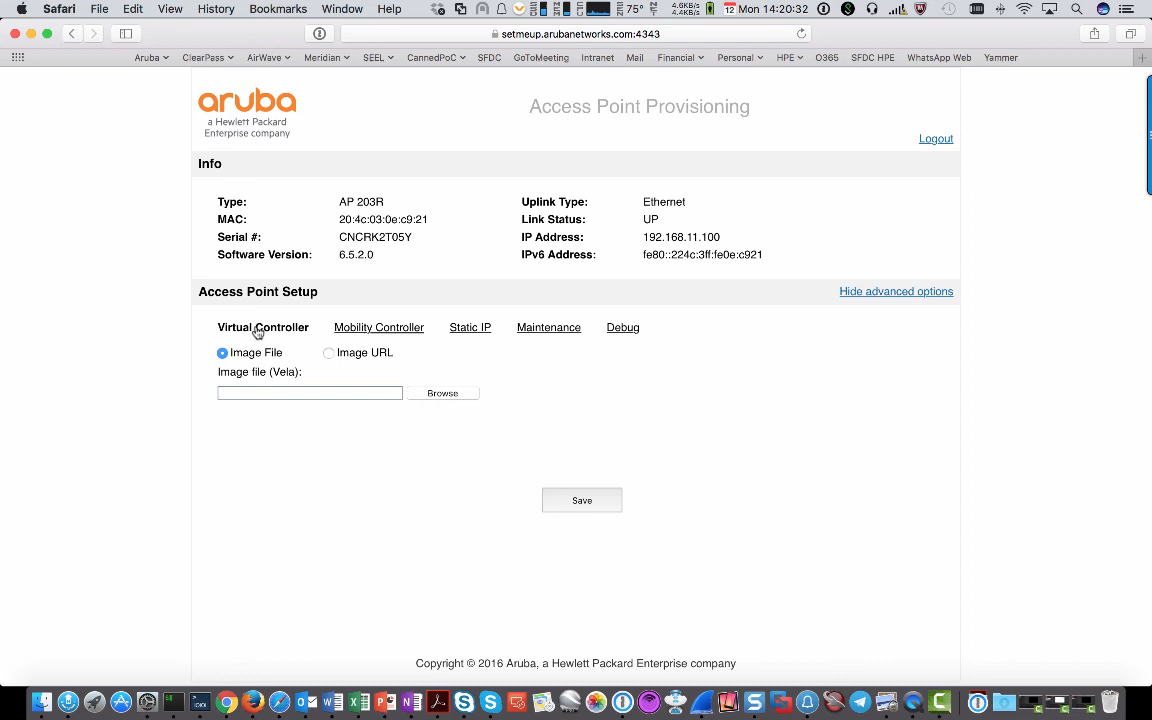 Safari File Edit View History Bookmarks Window Help 75° 4.6KB/s 4.4KB/s 12 Mon 14:20:32
setmeup.arubanetworks.com:4343
Aruba ClearPass AirWave Meridian SEEL CannedPoC SFDC GoToMeeting Intranet Mail Financial Personal HPE O365 SFDC HPE WhatsApp Web Yammer
aruba
a Hewlett Packard
Enterprise company
Access Point Provisioning
Logout
Info
Type: AP 203R Uplink Type: Ethernet
MAC: 20:4c:03:0e:c9:21 Link Status: UP
Serial #: CNCRK2T05Y IP Address: 192.168.11.100
Software Version: 6.5.2.0 IPv6 Address: fe80::224c:3ff:fe0e:c921
Access Point Setup Hide advanced options
Virtual Controller Mobility Controller Static IP Maintenance Debug
Image File Image URL
Image file (Vela):
Browse
Save
Copyright © 2016 Aruba, a Hewlett Packard Enterprise company